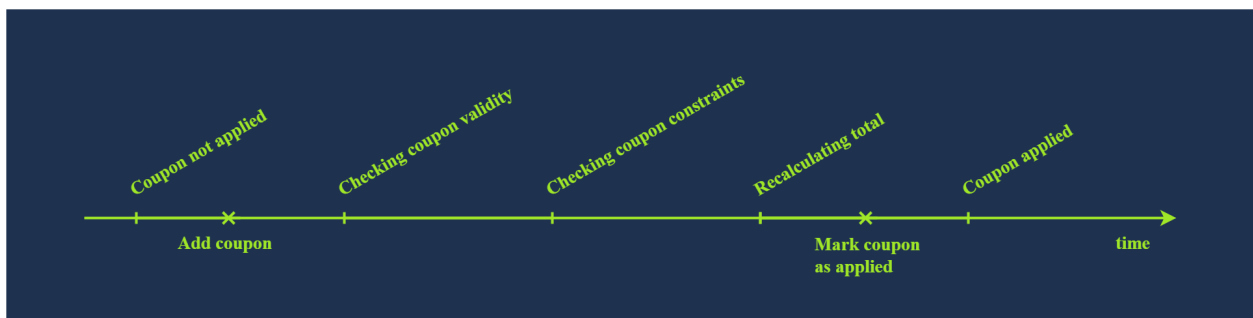 Coupon not applied
Checking coupon validity
Checking coupon constraints
Recalculating total
Coupon applied
Add coupon
Mark coupon
as applied
time